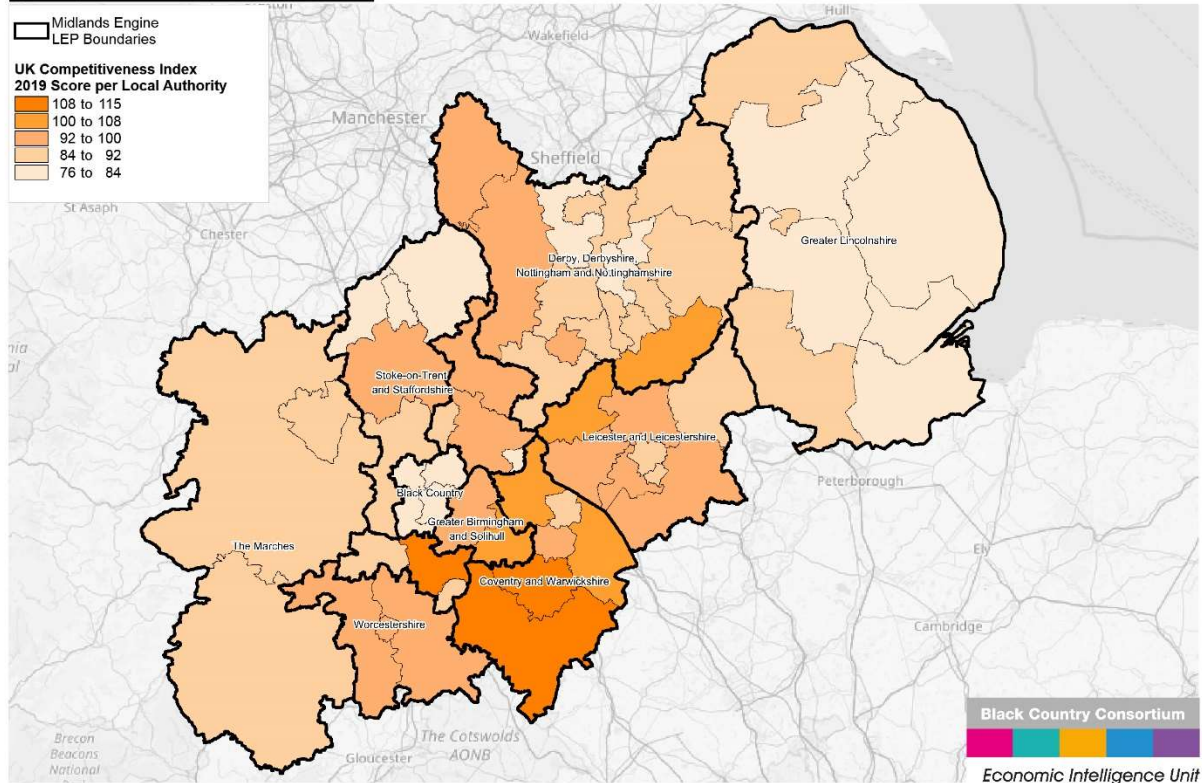 Midlands Engine
LEP Boundaries
UK Competitiveness Index
2019 Score per Local Authority
108 to 115
100 to 108
92 to 100
84 to 92
76 to 84
Hull
Wakefield
Manchester
Sheffield
St Asaph
Chester
Greater Lincolnshire
Derby, Derbyshire,
Nottingham and Nottinghamshire
Stoke-on-Trent
and Staffordshire
Leicester and Leicestershire
Peterborough
Black Country
Greater Birmingham
and Solihull
The Marches
Ely
Coventry and Warwickshire
Worcestershire
Cambridge
Brecon
Beacons
National
Gloucester
The Cotswolds
AONB
Black Country Consortium
Economic Intelligence Unit